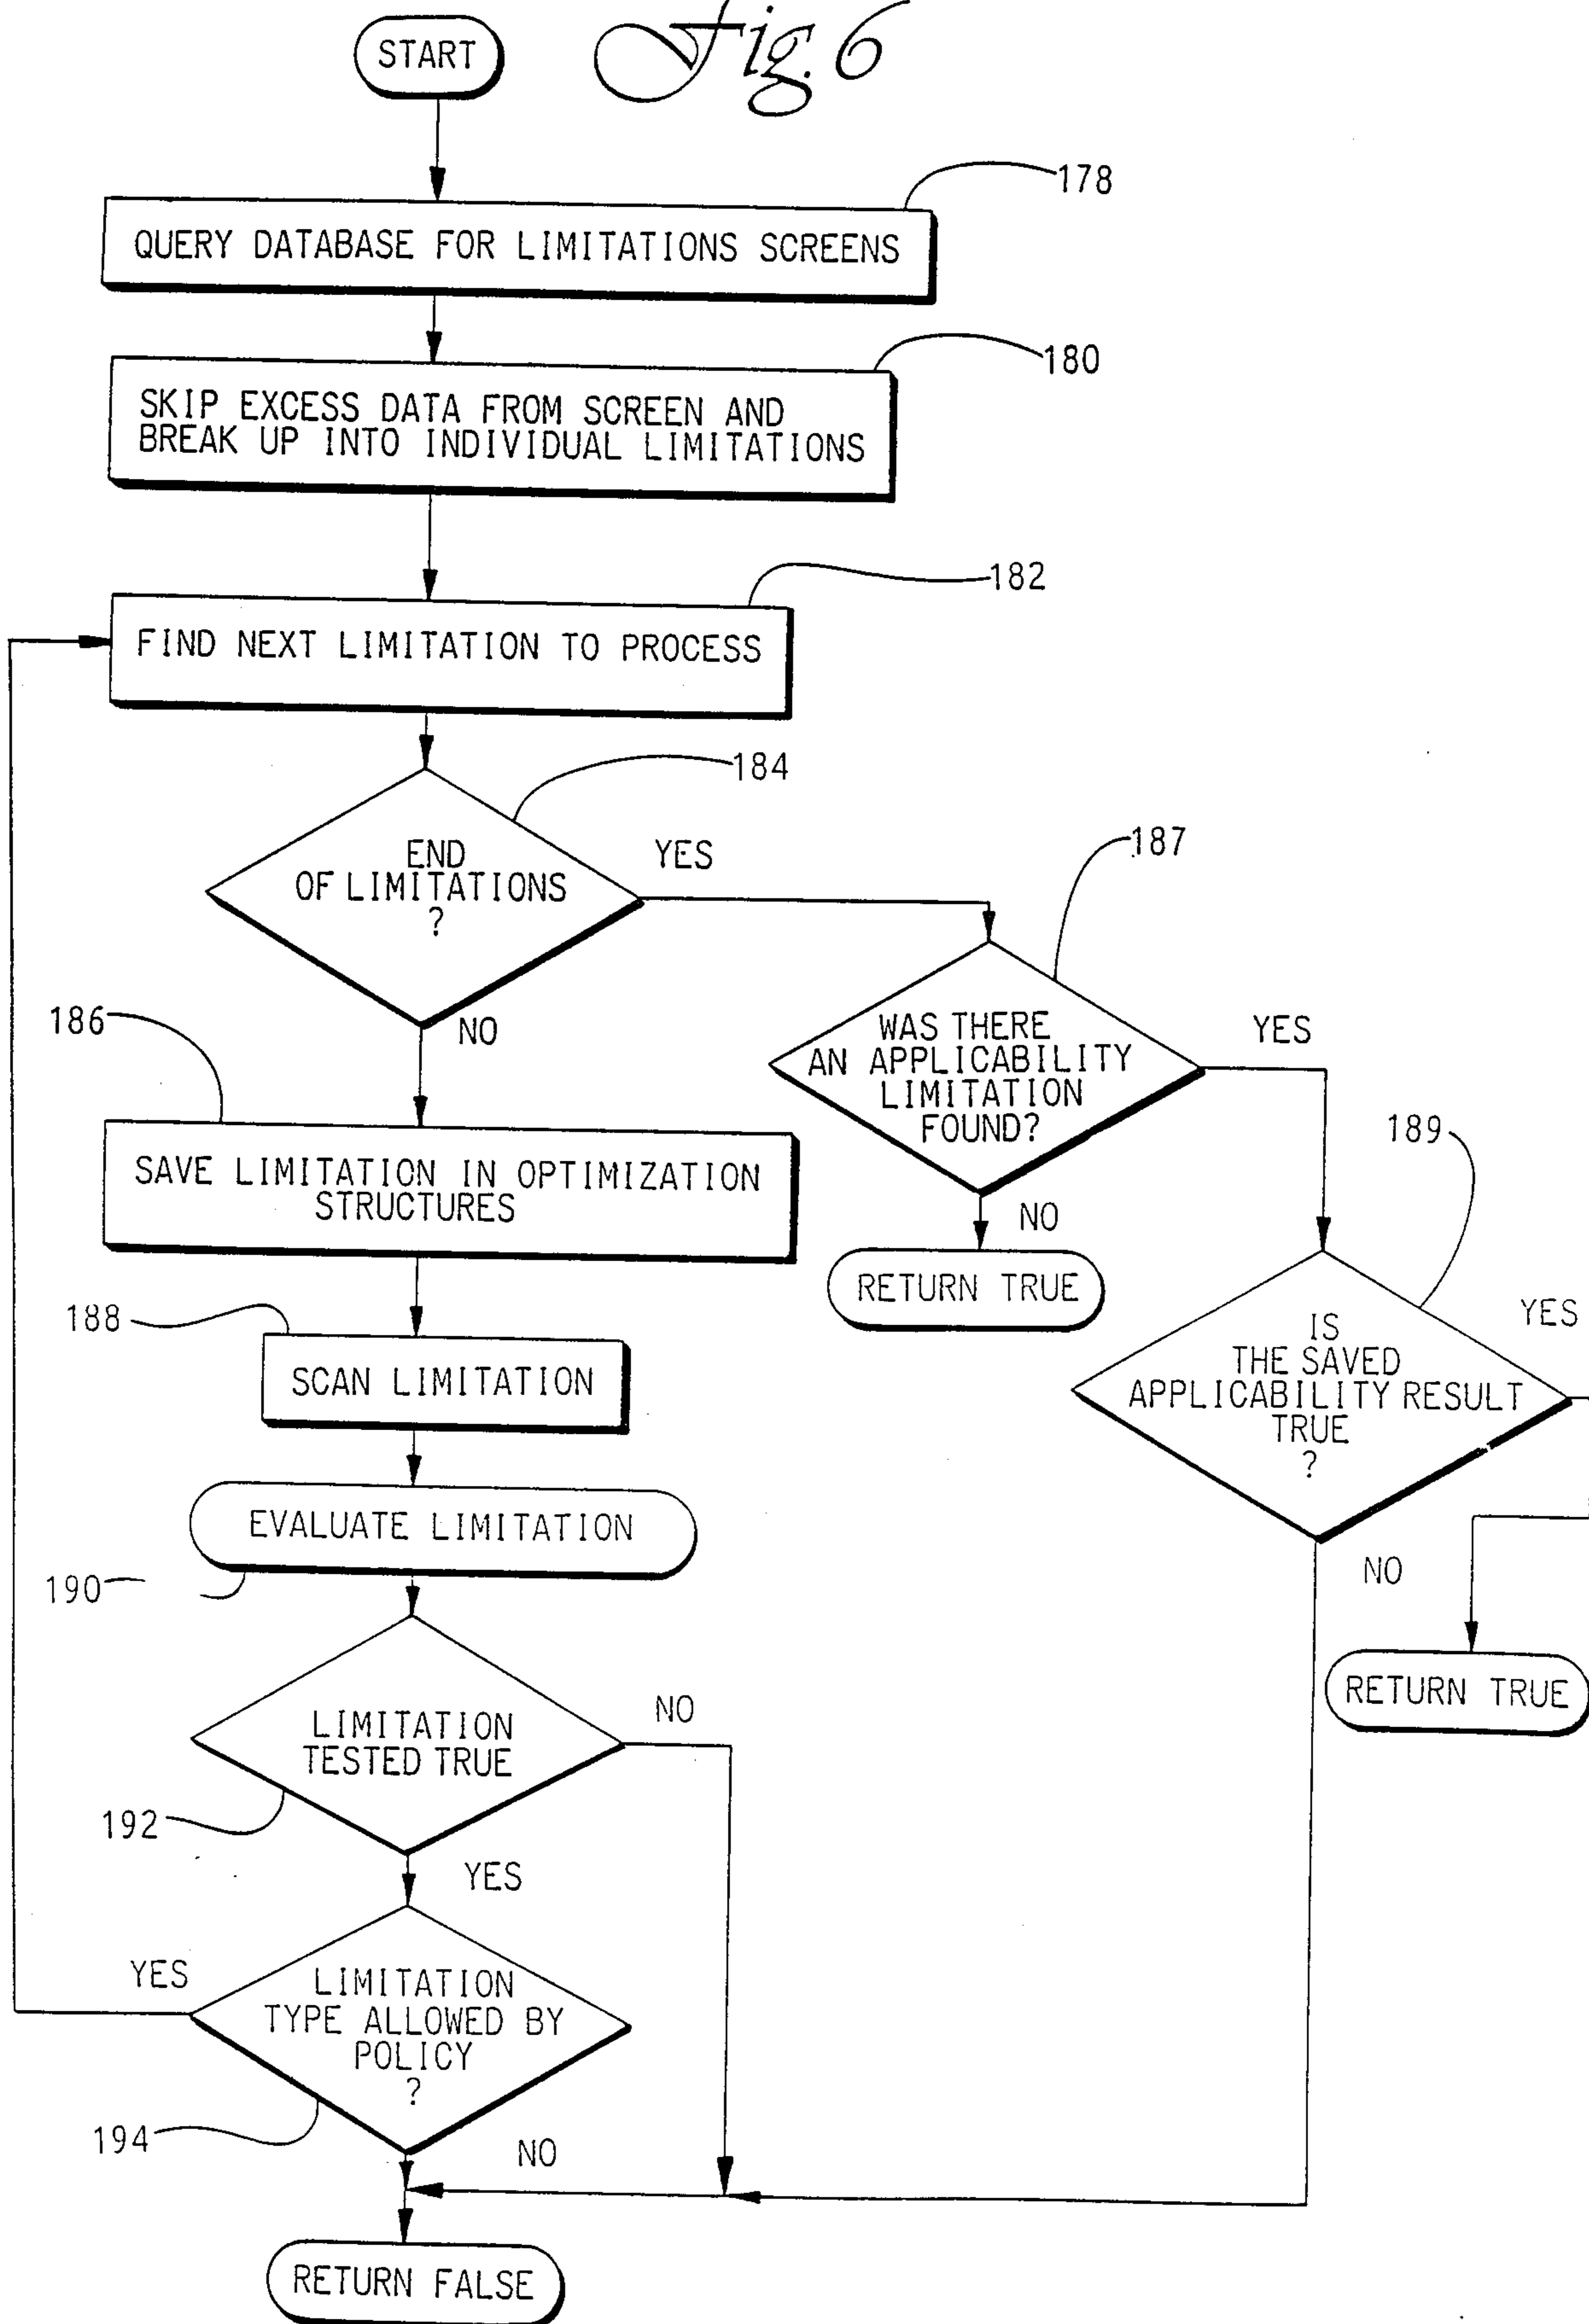 START
Fig. 6
178
QUERY DATABASE FOR LIMITATIONS SCREENS
180
SKIP EXCESS DATA FROM SCREEN AND
BREAK UP INTO INDIVIDUAL LIMITATIONS
182
FIND NEXT LIMITATION TO PROCESS
184
END
OF LIMITATIONS
?
YES
187
NO
186
WAS THERE
AN APPLICABILITY
LIMITATION
FOUND?
YES
189
SAVE LIMITATION IN OPTIMIZATION
STRUCTURES
NO
RETURN TRUE
188
SCAN LIMITATION
IS
THE SAVED
APPLICABILITY RESULT
TRUE
?
YES
EVALUATE LIMITATION
190
NO
RETURN TRUE
LIMITATION
TESTED TRUE
NO
192
YES
LIMITATION
TYPE ALLOWED BY
POLICY
?
YES
194
NO
RETURN FALSE